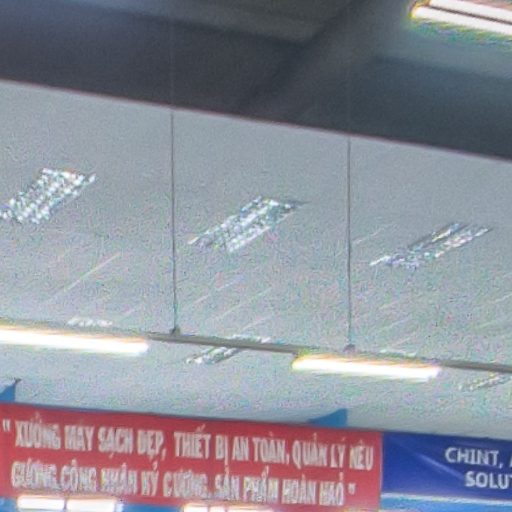 " XƯỞNG MÁY SẠCH ĐẸP, THIẾT BỊ AN TOÀN, QUẢN LÝ NÊU
GƯƠNG, CÔNG NHÂN KỶ CƯƠNG, SẢN PHẨM HOÀN HẢO "
CHINT,
SOLUT